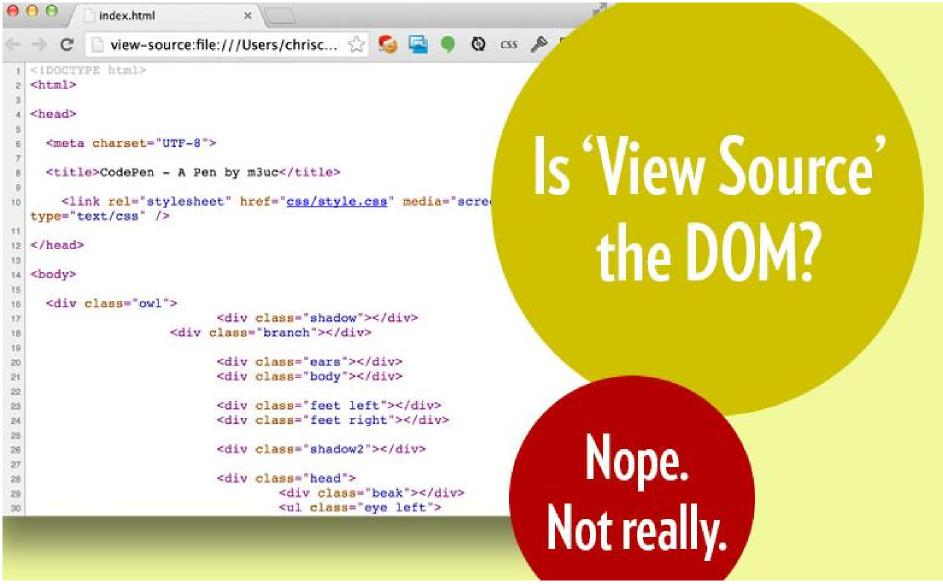 index.html
view-source:file:///Users/chrisc...
CSS
1 <!DOCTYPE html>
2 <html>
3
4 <head>
5
6 <meta charset="UTF-8">
7
8 <title>CodePen - A Pen by m3uc</title>
9
10 <link rel="stylesheet" href="css/style.css" media="scree
type="text/css" />
11
12 </head>
13
14 <body>
15
16 <div class="owl">
17 <div class="shadow"></div>
18 <div class="branch"></div>
19
20 <div class="ears"></div>
21 <div class="body"></div>
22
23 <div class="feet left"></div>
24 <div class="feet right"></div>
25
26 <div class="shadow2"></div>
27
28 <div class="head">
29 <div class="beak"></div>
30 <ul class="eye left">
Is ‘View Source’
the DOM?
Nope.
Not really.